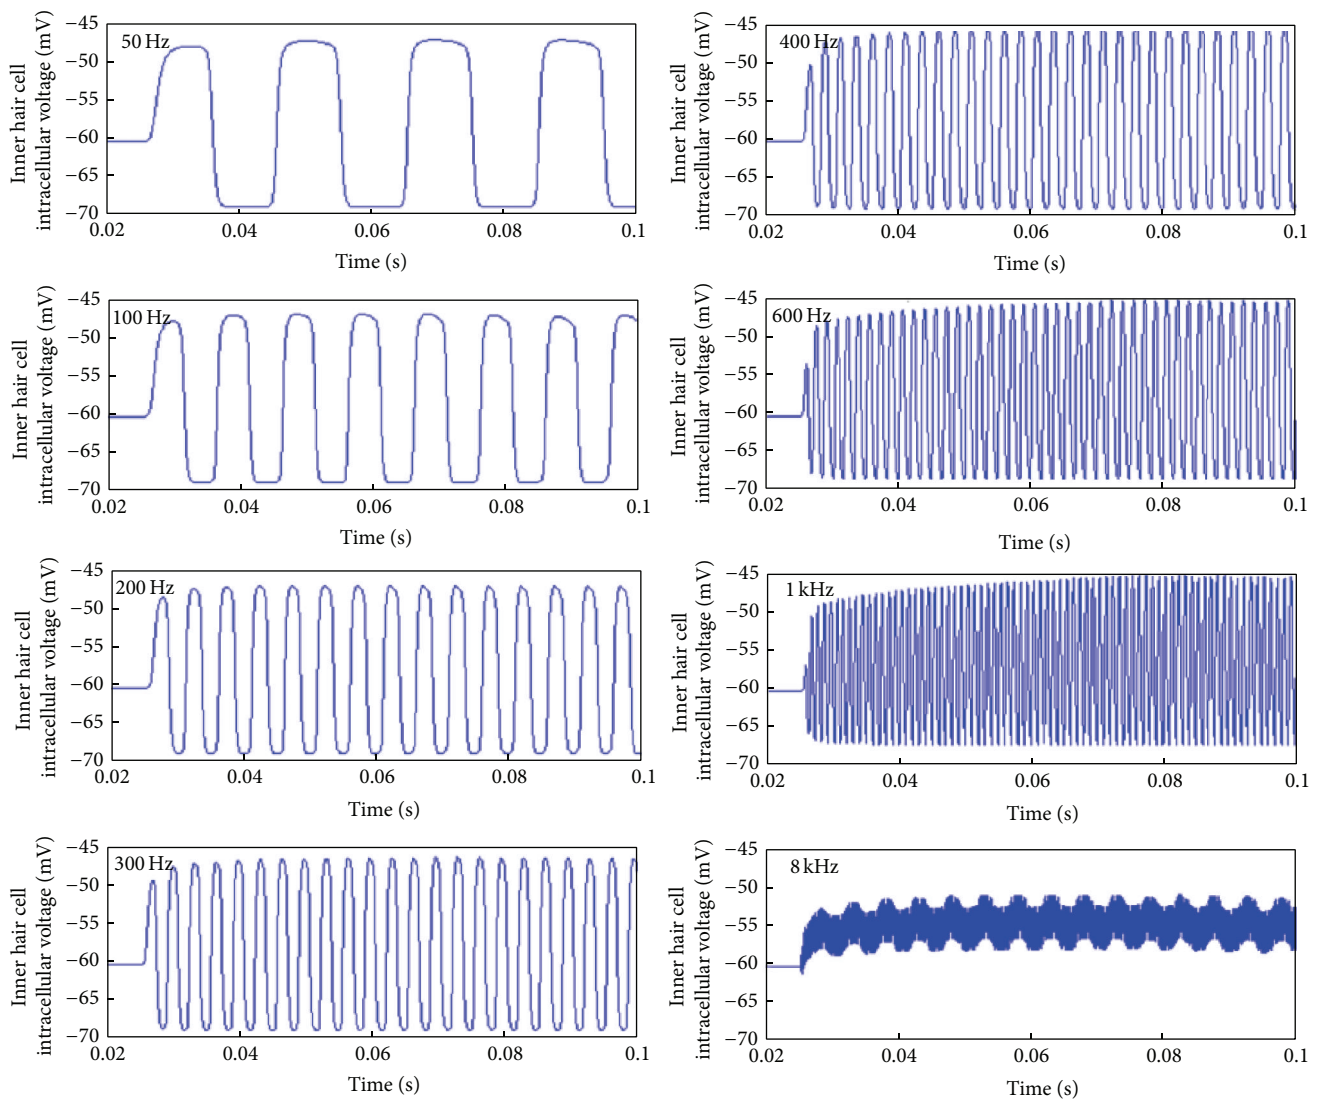 Inner hair cell
intracellular voltage (mV)
−45
−50
−55
−60
−65
−70
50 Hz
0.02
0.04
0.06
0.08
0.1
Time (s)
Inner hair cell
intracellular voltage (mV)
−45
−50
−55
−60
−65
−70
400 Hz
0.02
0.04
0.06
0.08
0.1
Time (s)
Inner hair cell
intracellular voltage (mV)
−45
−50
−55
−60
−65
−70
100 Hz
0.02
0.04
0.06
0.08
0.1
Time (s)
Inner hair cell
intracellular voltage (mV)
−45
−50
−55
−60
−65
−70
600 Hz
0.02
0.04
0.06
0.08
0.1
Time (s)
Inner hair cell
intracellular voltage (mV)
−45
−50
−55
−60
−65
−70
200 Hz
0.02
0.04
0.06
0.08
0.1
Time (s)
Inner hair cell
intracellular voltage (mV)
−45
−50
−55
−60
−65
−70
1 kHz
0.02
0.04
0.06
0.08
0.1
Time (s)
Inner hair cell
intracellular voltage (mV)
−45
−50
−55
−60
−65
−70
300 Hz
0.02
0.04
0.06
0.08
0.1
Time (s)
Inner hair cell
intracellular voltage (mV)
−45
−50
−55
−60
−65
−70
8 kHz
0.02
0.04
0.06
0.08
0.1
Time (s)